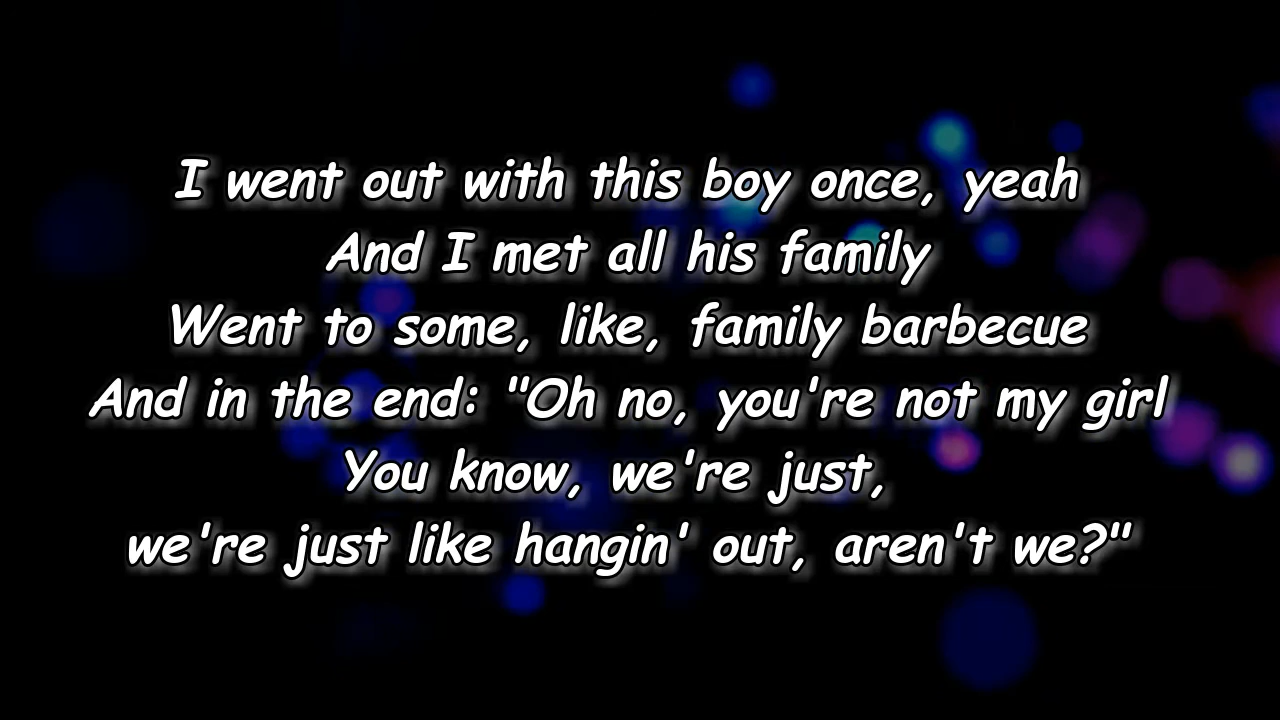 I went out with this boy once, yeah
And I met all his family
Went to some, like, family barbecue
And in the end: "Oh no, you're not my girl
You know, we're just,
we're just like hangin' out, aren't we?"